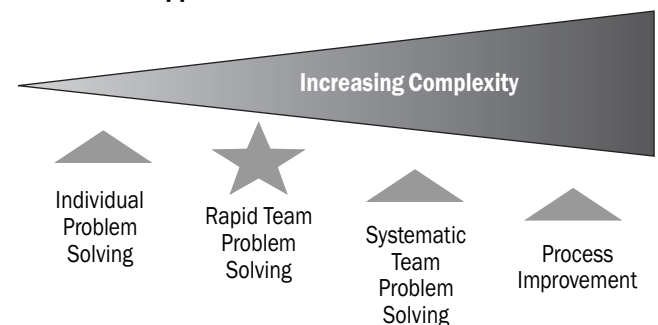 Increasing Complexity
Individual
Problem
Solving
Rapid Team
Problem
Solving
Systematic
Team
Problem
Solving
Process
Improvement